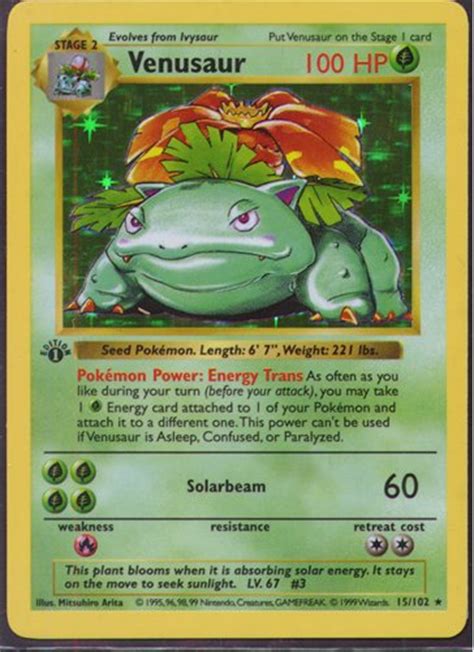 Evolves from Ivysaur Put Venusaur on the Stage 1 card
STAGE 2
Venusaur 100 HP
EDITION
1
Seed Pokémon. Length: 6' 7", Weight: 221 lbs.
Pokémon Power: Energy Trans As often as you
like during your turn (before your attack), you may take
1 Energy card attached to 1 of your Pokémon and
attach it to a different one. This power can't be used
if Venusaur is Asleep, Confused, or Paralyzed.
Solarbeam 60
weakness resistance retreat cost
This plant blooms when it is absorbing solar energy. It stays
on the move to seek sunlight. LV. 67 #3
Illus. Mitsuhiro Arita © 1995, 96, 98, 99 Nintendo, Creatures, GAMEFREAK. © 1999 Wizards. 15/102 ★